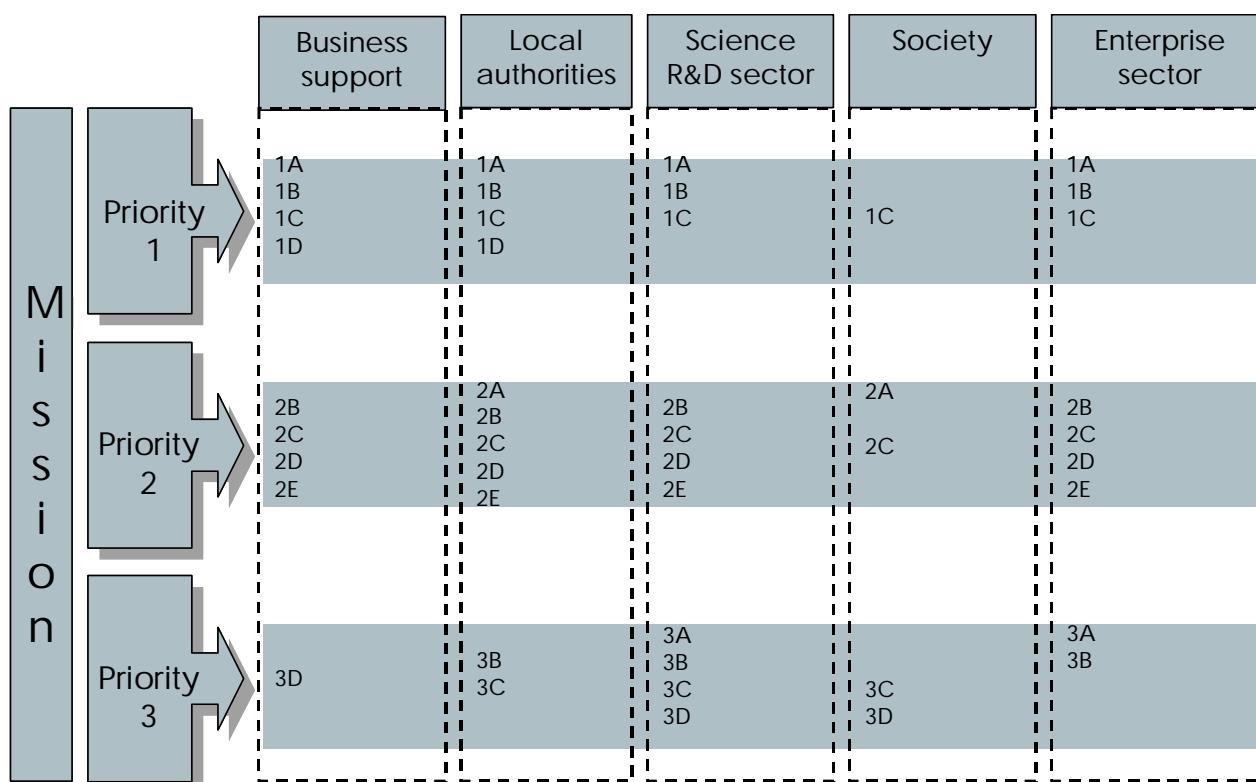 Business
support
Local
authorities
Science
R&D sector
Society
Enterprise
sector
Mission
Priority
1
1A
1B
1C
1D
1A
1B
1C
1D
1A
1B
1C
1C
1A
1B
1C
Priority
2
2B
2C
2D
2E
2A
2B
2C
2D
2E
2B
2C
2D
2E
2A
2C
2B
2C
2D
2E
Priority
3
3D
3B
3C
3A
3B
3C
3D
3C
3D
3A
3B